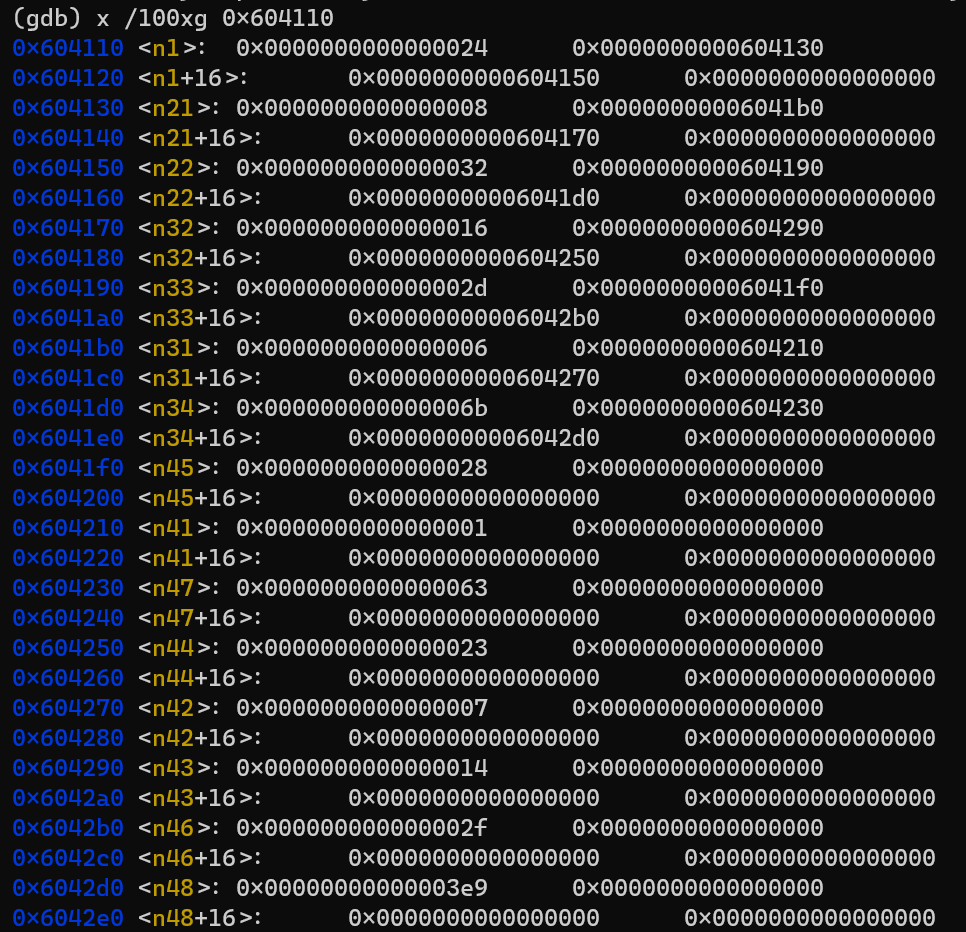 (gdb) x /100xg 0x604110
0x604110 <n1>: 0x0000000000000024 0x0000000000604130
0x604120 <n1+16>: 0x0000000000604150 0x0000000000000000
0x604130 <n21>: 0x0000000000000008 0x00000000006041b0
0x604140 <n21+16>: 0x0000000000604170 0x0000000000000000
0x604150 <n22>: 0x0000000000000032 0x0000000000604190
0x604160 <n22+16>: 0x00000000006041d0 0x0000000000000000
0x604170 <n32>: 0x0000000000000016 0x0000000000604290
0x604180 <n32+16>: 0x0000000000604250 0x0000000000000000
0x604190 <n33>: 0x000000000000002d 0x00000000006041f0
0x6041a0 <n33+16>: 0x00000000006042b0 0x0000000000000000
0x6041b0 <n31>: 0x0000000000000006 0x0000000000604210
0x6041c0 <n31+16>: 0x0000000000604270 0x0000000000000000
0x6041d0 <n34>: 0x000000000000006b 0x0000000000604230
0x6041e0 <n34+16>: 0x00000000006042d0 0x0000000000000000
0x6041f0 <n45>: 0x0000000000000028 0x0000000000000000
0x604200 <n45+16>: 0x0000000000000000 0x0000000000000000
0x604210 <n41>: 0x0000000000000001 0x0000000000000000
0x604220 <n41+16>: 0x0000000000000000 0x0000000000000000
0x604230 <n47>: 0x0000000000000063 0x0000000000000000
0x604240 <n47+16>: 0x0000000000000000 0x0000000000000000
0x604250 <n44>: 0x0000000000000023 0x0000000000000000
0x604260 <n44+16>: 0x0000000000000000 0x0000000000000000
0x604270 <n42>: 0x0000000000000007 0x0000000000000000
0x604280 <n42+16>: 0x0000000000000000 0x0000000000000000
0x604290 <n43>: 0x0000000000000014 0x0000000000000000
0x6042a0 <n43+16>: 0x0000000000000000 0x0000000000000000
0x6042b0 <n46>: 0x000000000000002f 0x0000000000000000
0x6042c0 <n46+16>: 0x0000000000000000 0x0000000000000000
0x6042d0 <n48>: 0x00000000000003e9 0x0000000000000000
0x6042e0 <n48+16>: 0x0000000000000000 0x0000000000000000